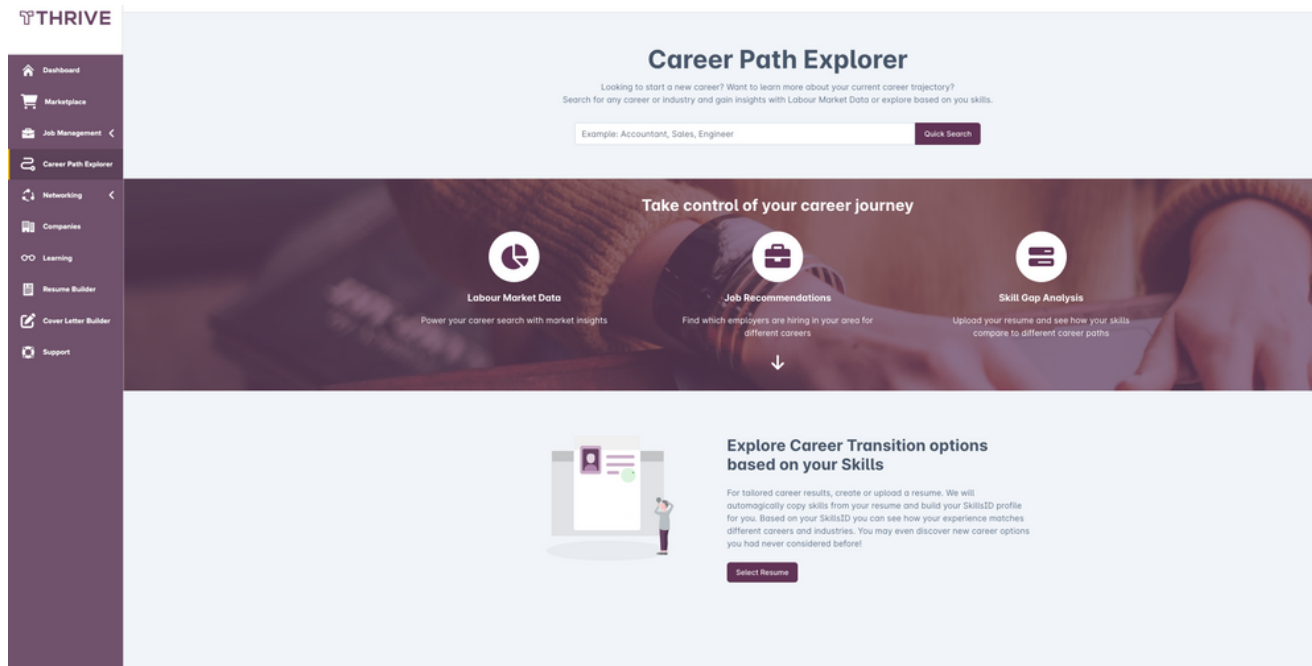 THRIVE
Dashboard
Marketplace
Job Management
Career Path Explorer
Networking
Companies
Learning
Resume Builder
Cover Letter Builder
Support
Career Path Explorer
Looking to start a new career? Want to learn more about your current career trajectory?
Search for any career or industry and gain insights with Labour Market Data or explore based on you skills.
Example: Accountant, Sales, Engineer
Quick Search
Take control of your career journey
Labour Market Data
Power your career search with market insights
Job Recommendations
Find which employers are hiring in your area for
different careers
Skill Gap Analysis
Upload your resume and see how your skills
compare to different career paths
Explore Career Transition options
based on your Skills
For tailored career results, create or upload a resume. We will
automagically copy skills from your resume and build your SkillsID profile
for you. Based on your SkillsID you can see how your experience matches
different careers and industries. You may even discover new career options
you had never considered before!
Select Resume